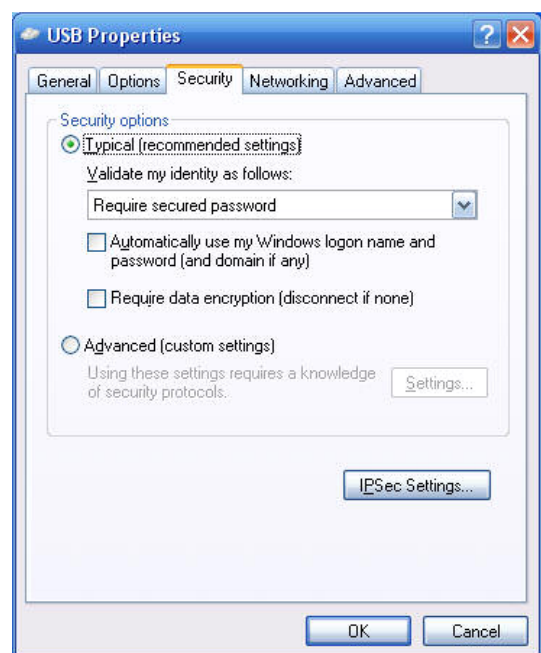 USB Properties
General Options Security Networking Advanced
Security options
Typical (recommended settings)
Validate my identity as follows:
Require secured password
Automatically use my Windows logon name and
password (and domain if any)
Require data encryption (disconnect if none)
Advanced (custom settings)
Using these settings requires a knowledge
of security protocols.
Settings...
IPSec Settings...
OK Cancel